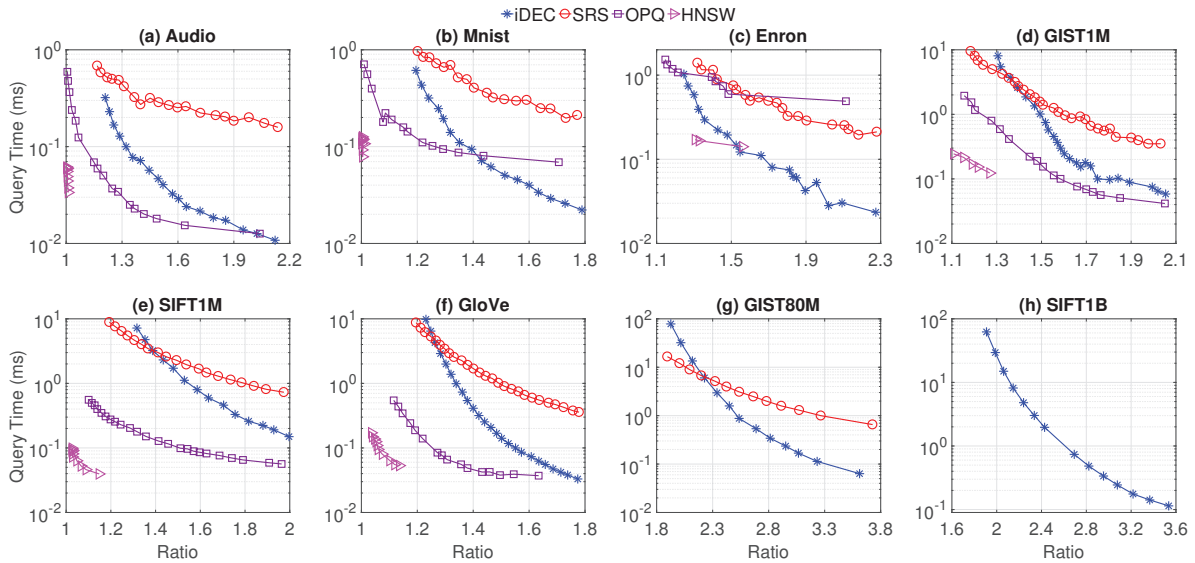 iDEC SRS OPQ HNSW
(a) Audio (b) Mnist (c) Enron (d) GIST1M
Query Time (ms)
10^0 10^-1 10^-2
1 1.3 1.6 1.9 2.2
10^0 10^-1 10^-2
1 1.2 1.4 1.6 1.8
10^0 10^-1 10^-2
1.1 1.5 1.9 2.3
10^1 10^0 10^-1 10^-2
1.1 1.3 1.5 1.7 1.9 2.1
(e) SIFT1M (f) GloVe (g) GIST80M (h) SIFT1B
Query Time (ms)
10^1 10^0 10^-1 10^-2
1 1.2 1.4 1.6 1.8 2
Ratio
10^1 10^0 10^-1 10^-2
1 1.2 1.4 1.6 1.8
Ratio
10^2 10^1 10^0 10^-1 10^-2
1.8 2.3 2.8 3.3 3.8
Ratio
10^2 10^1 10^0 10^-1
1.6 2 2.4 2.8 3.2 3.6
Ratio